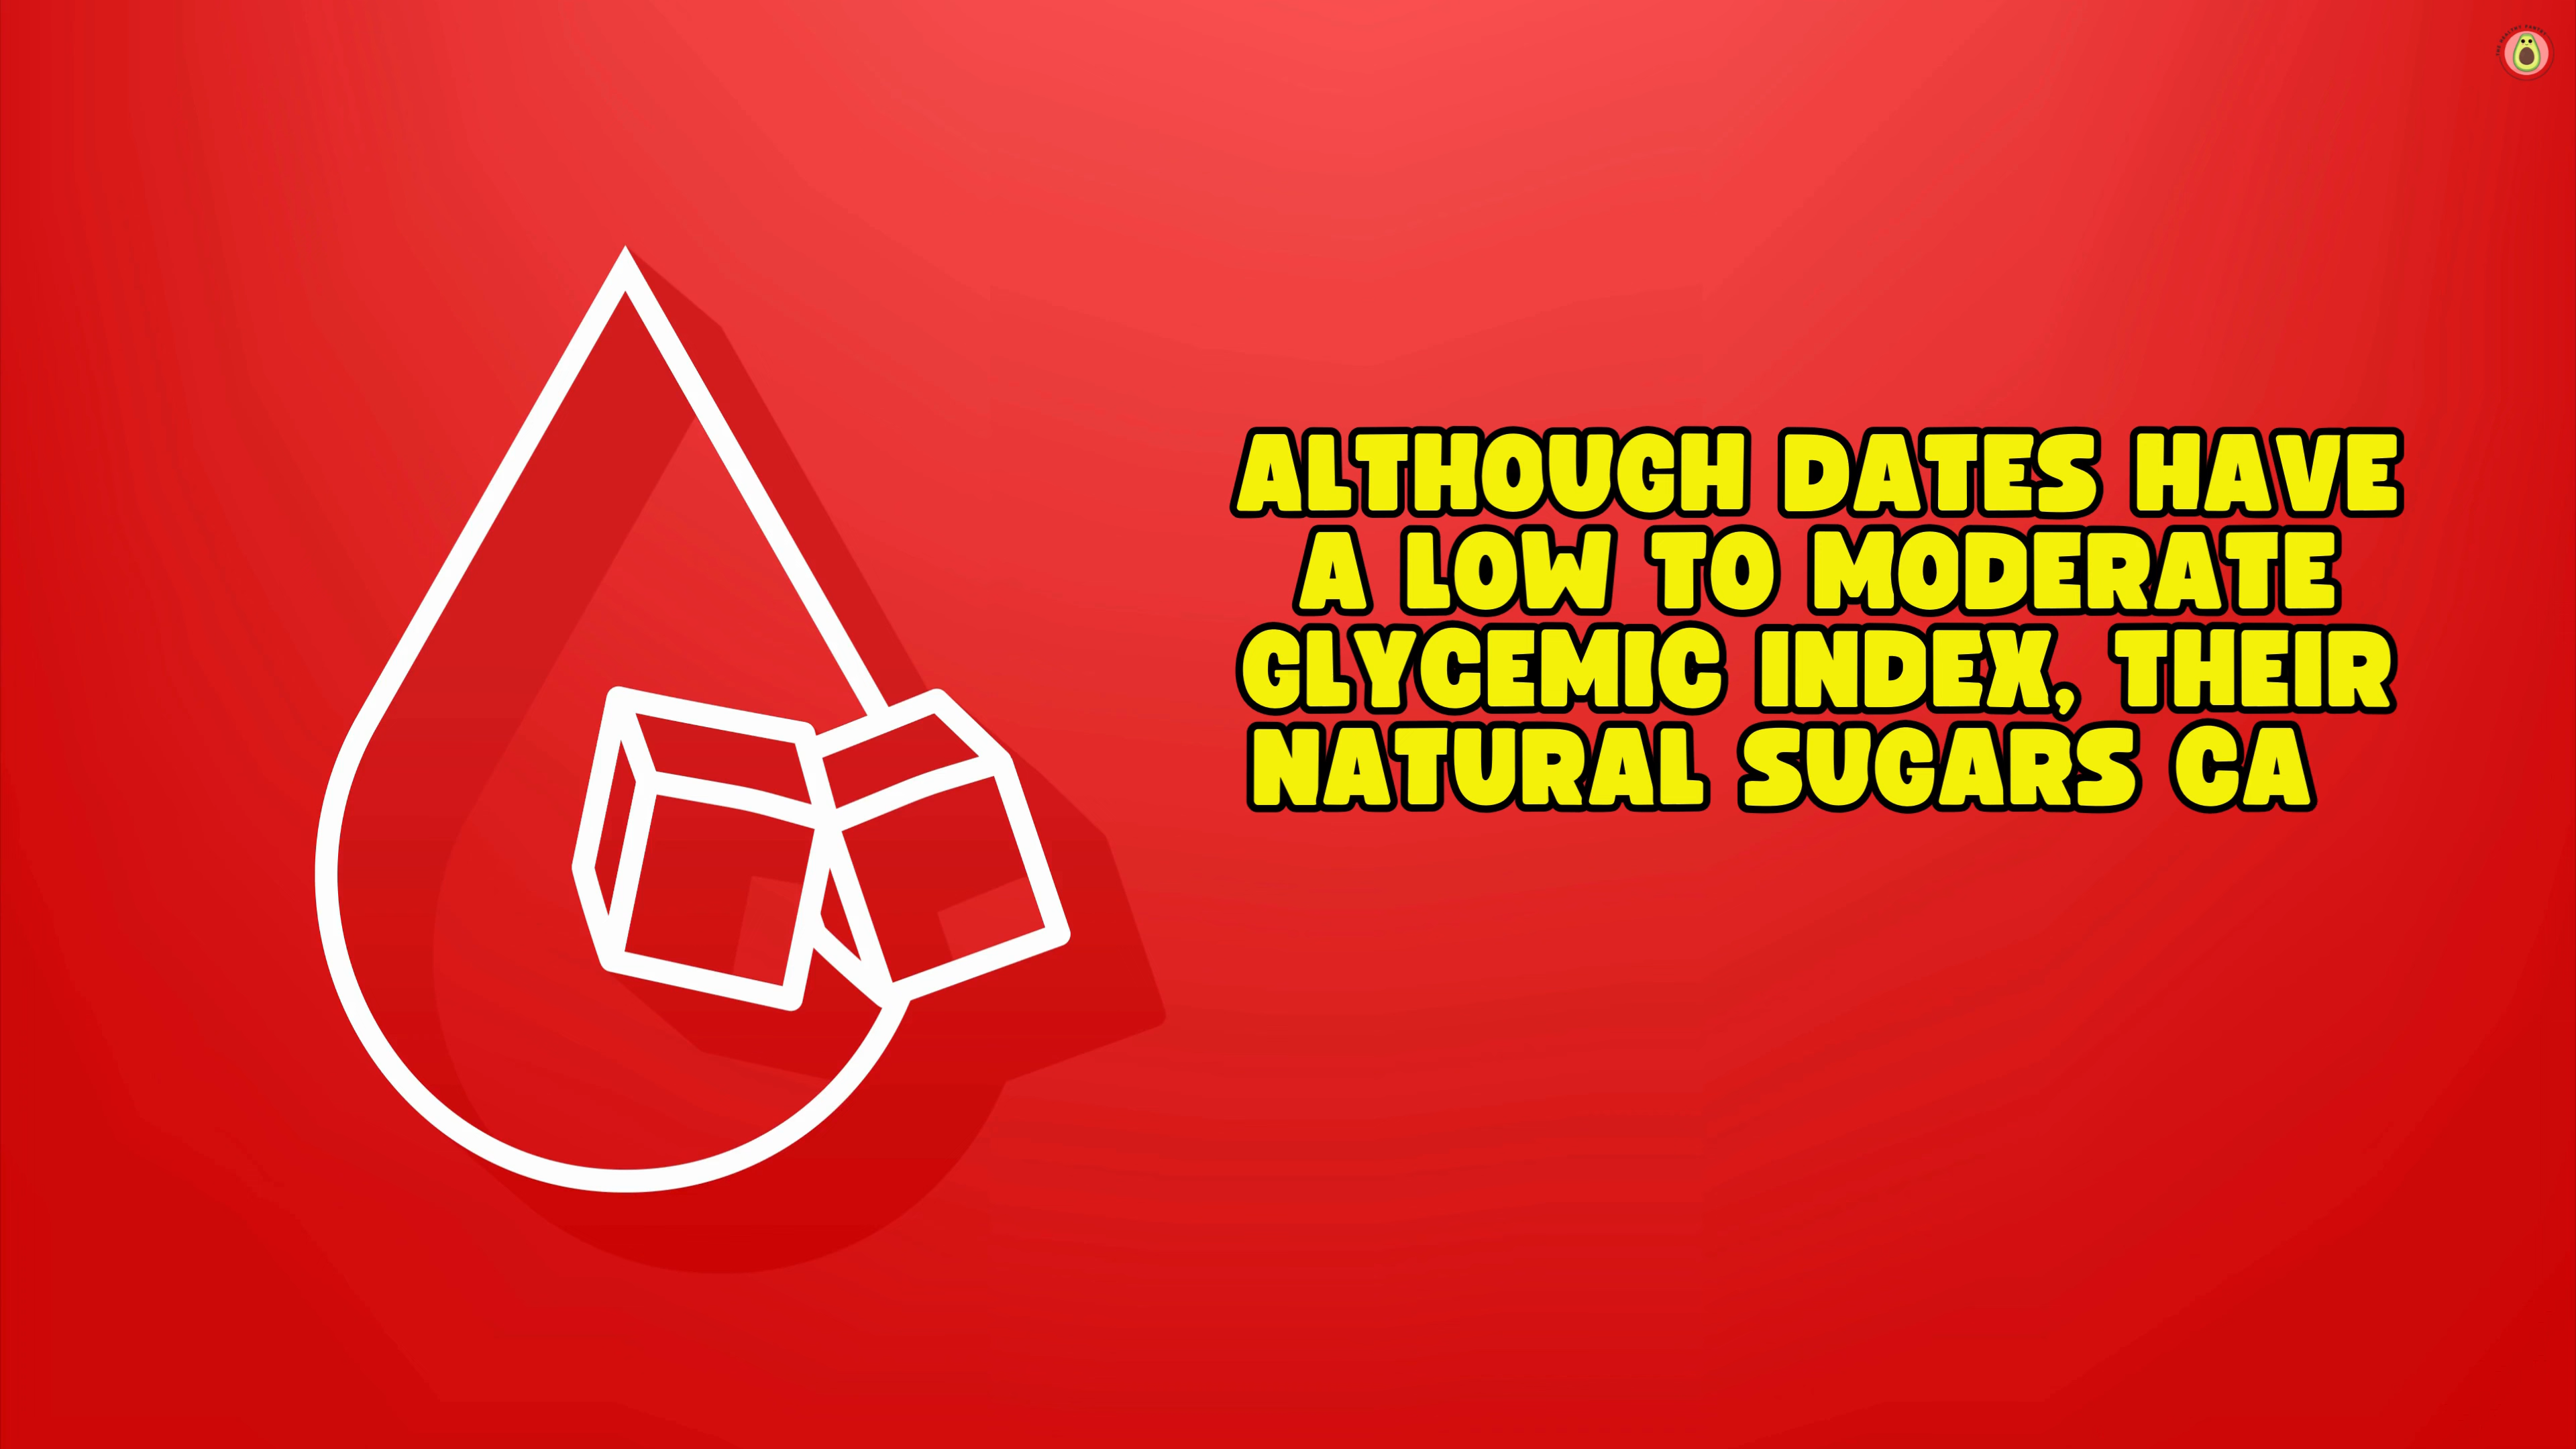 ALTHOUGH DATES HAVE
A LOW TO MODERATE
GLYCEMIC INDEX, THEIR
NATURAL SUGARS CA